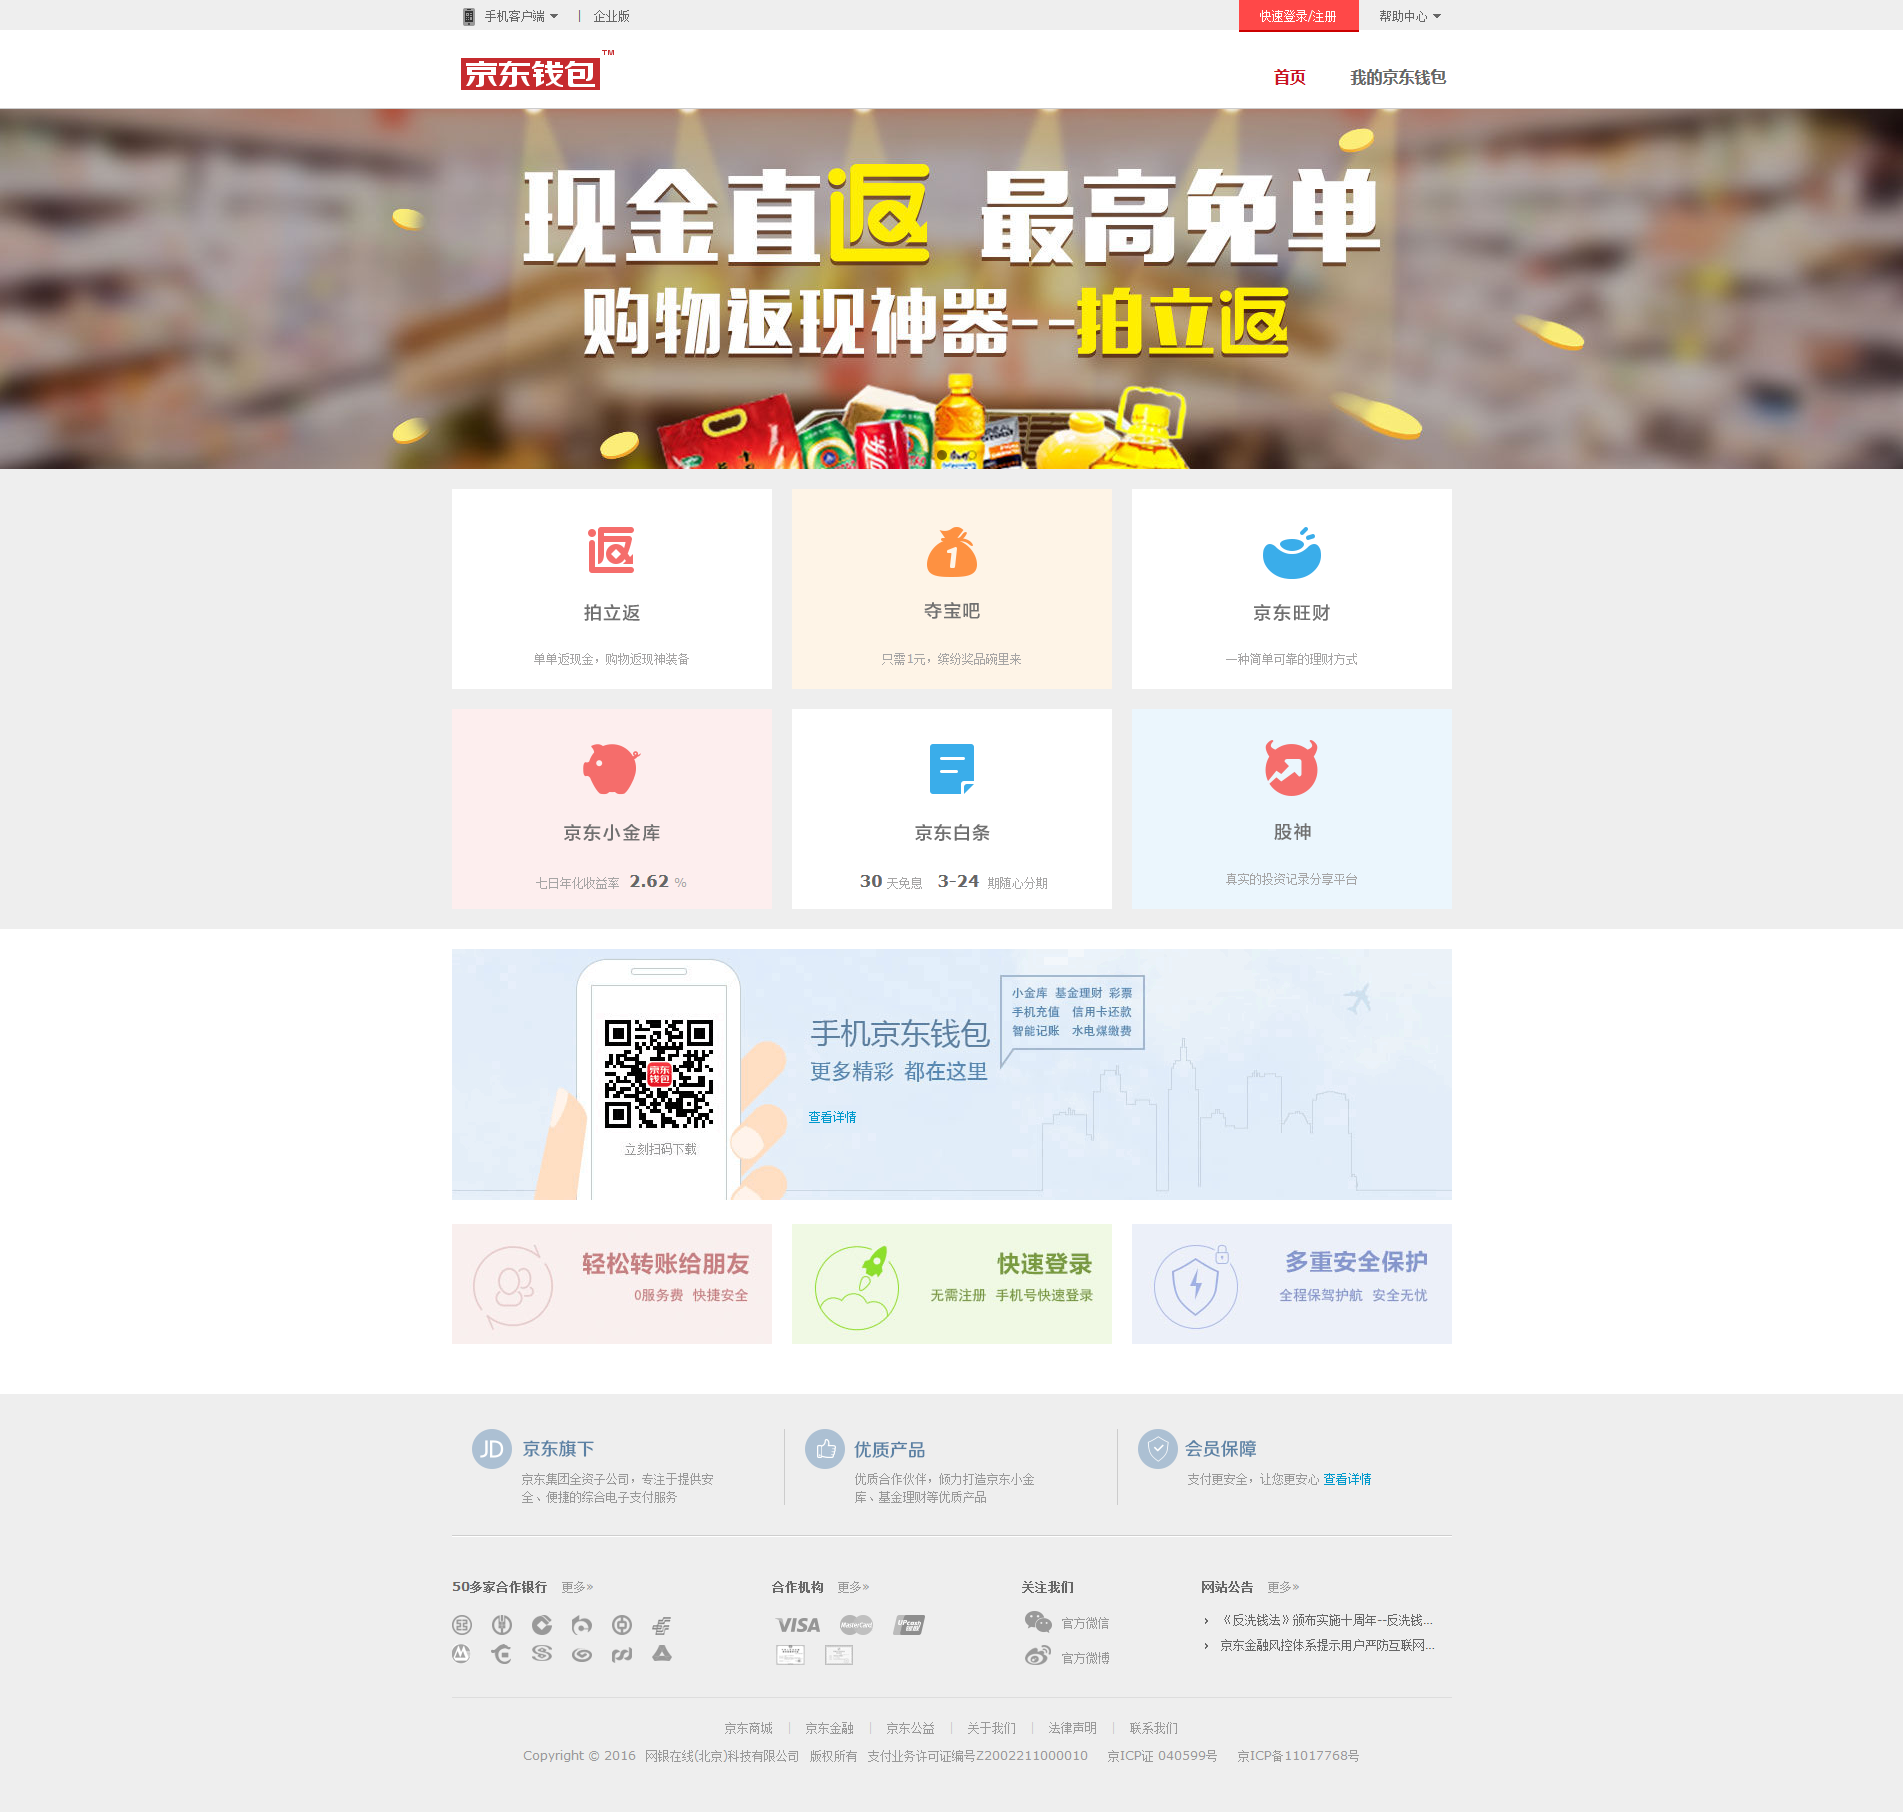 手机客户端
企业版
快速登录/注册
帮助中心
京东钱包™
首页
我的京东钱包
现金直返 最高免单
购物返现神器--拍立返
拍立返
单单返现金，购物返现神装备
夺宝吧
只需1元，缤纷奖品碗里来
京东旺财
一种简单可靠的理财方式
京东小金库
七日年化收益率 2.62 %
京东白条
30 天免息 3-24 期随心分期
股神
真实的投资记录分享平台
京东
钱包
立刻扫码下载
手机京东钱包
更多精彩 都在这里
查看详情
小金库 基金理财 彩票
手机充值 信用卡还款
智能记账 水电煤缴费
轻松转账给朋友
0服务费 快捷安全
快速登录
无需注册 手机号快速登录
多重安全保护
全程保驾护航 安全无忧
JD
京东旗下
京东集团全资子公司，专注于提供安
全、便捷的综合电子支付服务
优质产品
优质合作伙伴，倾力打造京东小金
库、基金理财等优质产品
会员保障
支付更安全，让您更安心 查看详情
50多家合作银行 更多»
合作机构 更多»
VISA MasterCard UPcash
关注我们
官方微信
官方微博
网站公告 更多»
《反洗钱法》颁布实施十周年--反洗钱...
京东金融风控体系提示用户严防互联网...
京东商城 | 京东金融 | 京东公益 | 关于我们 | 法律声明 | 联系我们
Copyright © 2016 网银在线(北京)科技有限公司 版权所有 支付业务许可证编号Z2002211000010 京ICP证 040599号 京ICP备11017768号